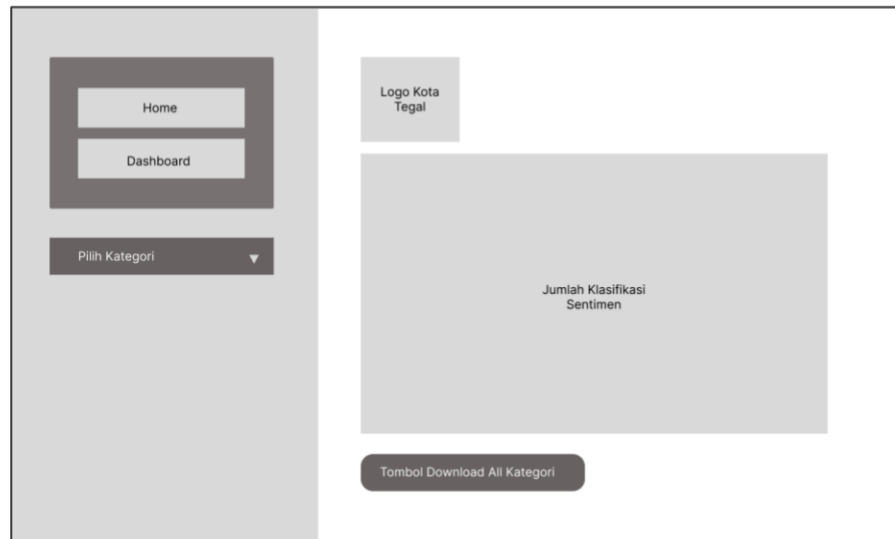 Home
Dashboard
Pilih Kategori
Logo Kota
Tegal
Jumlah Klasifikasi
Sentimen
Tombol Download All Kategori